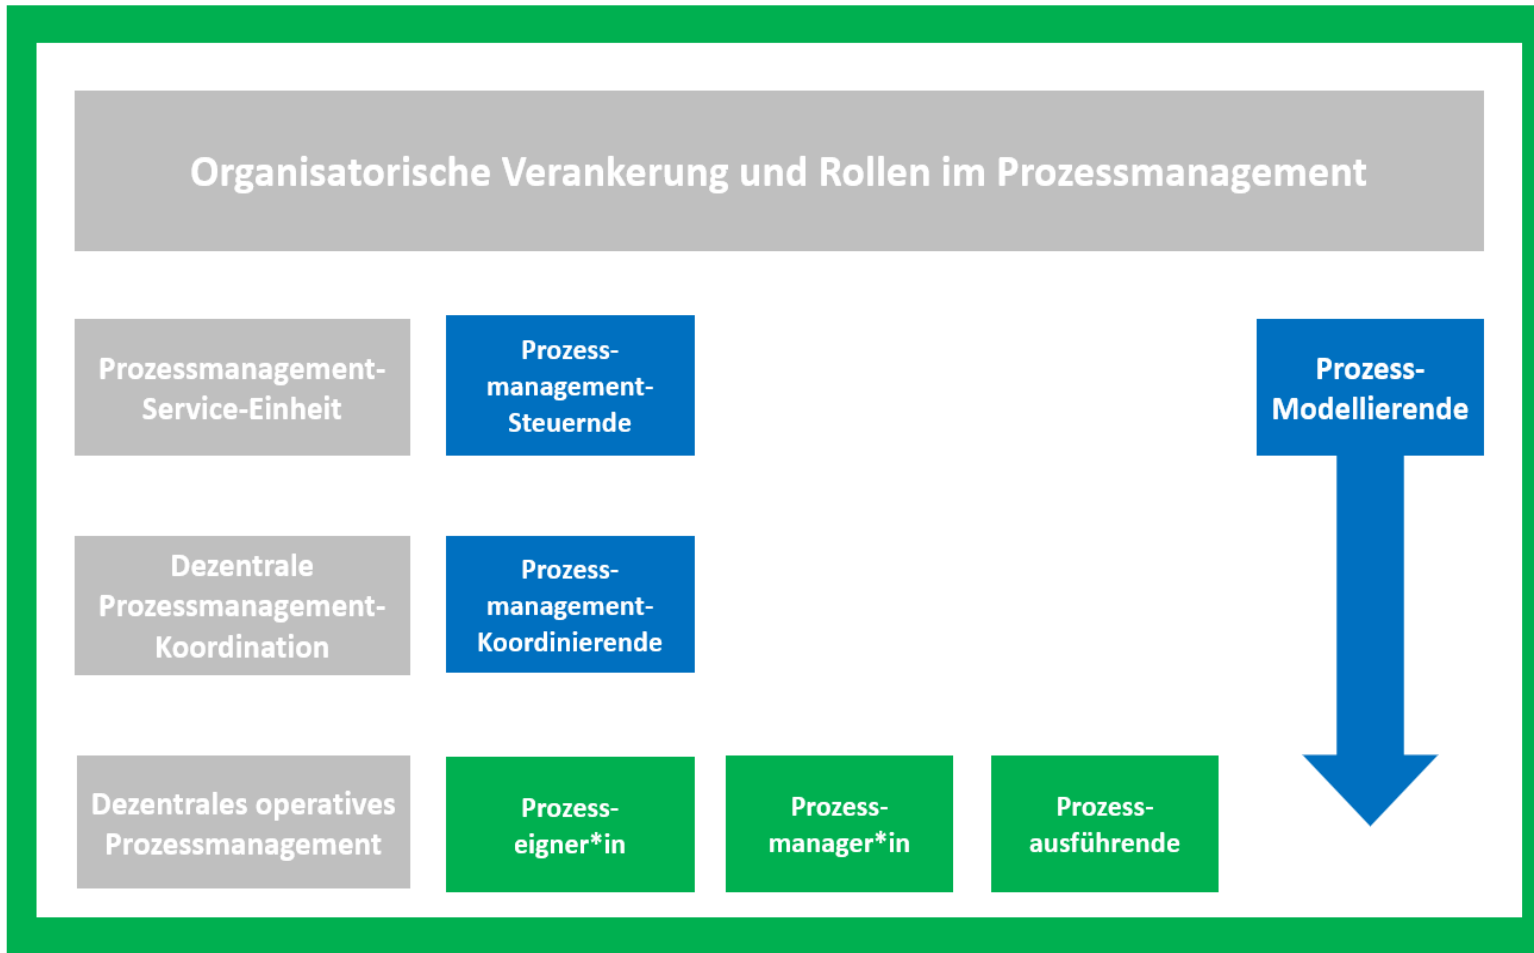 Organisatorische Verankerung und Rollen im Prozessmanagement
Prozessmanagement-
Service-Einheit
Prozess-
management-
Steuernde
Prozess-
Modellierende
Dezentrale
Prozessmanagement-
Koordination
Prozess-
management-
Koordinierende
Dezentrales operatives
Prozessmanagement
Prozess-
eigner*in
Prozess-
manager*in
Prozess-
ausführende